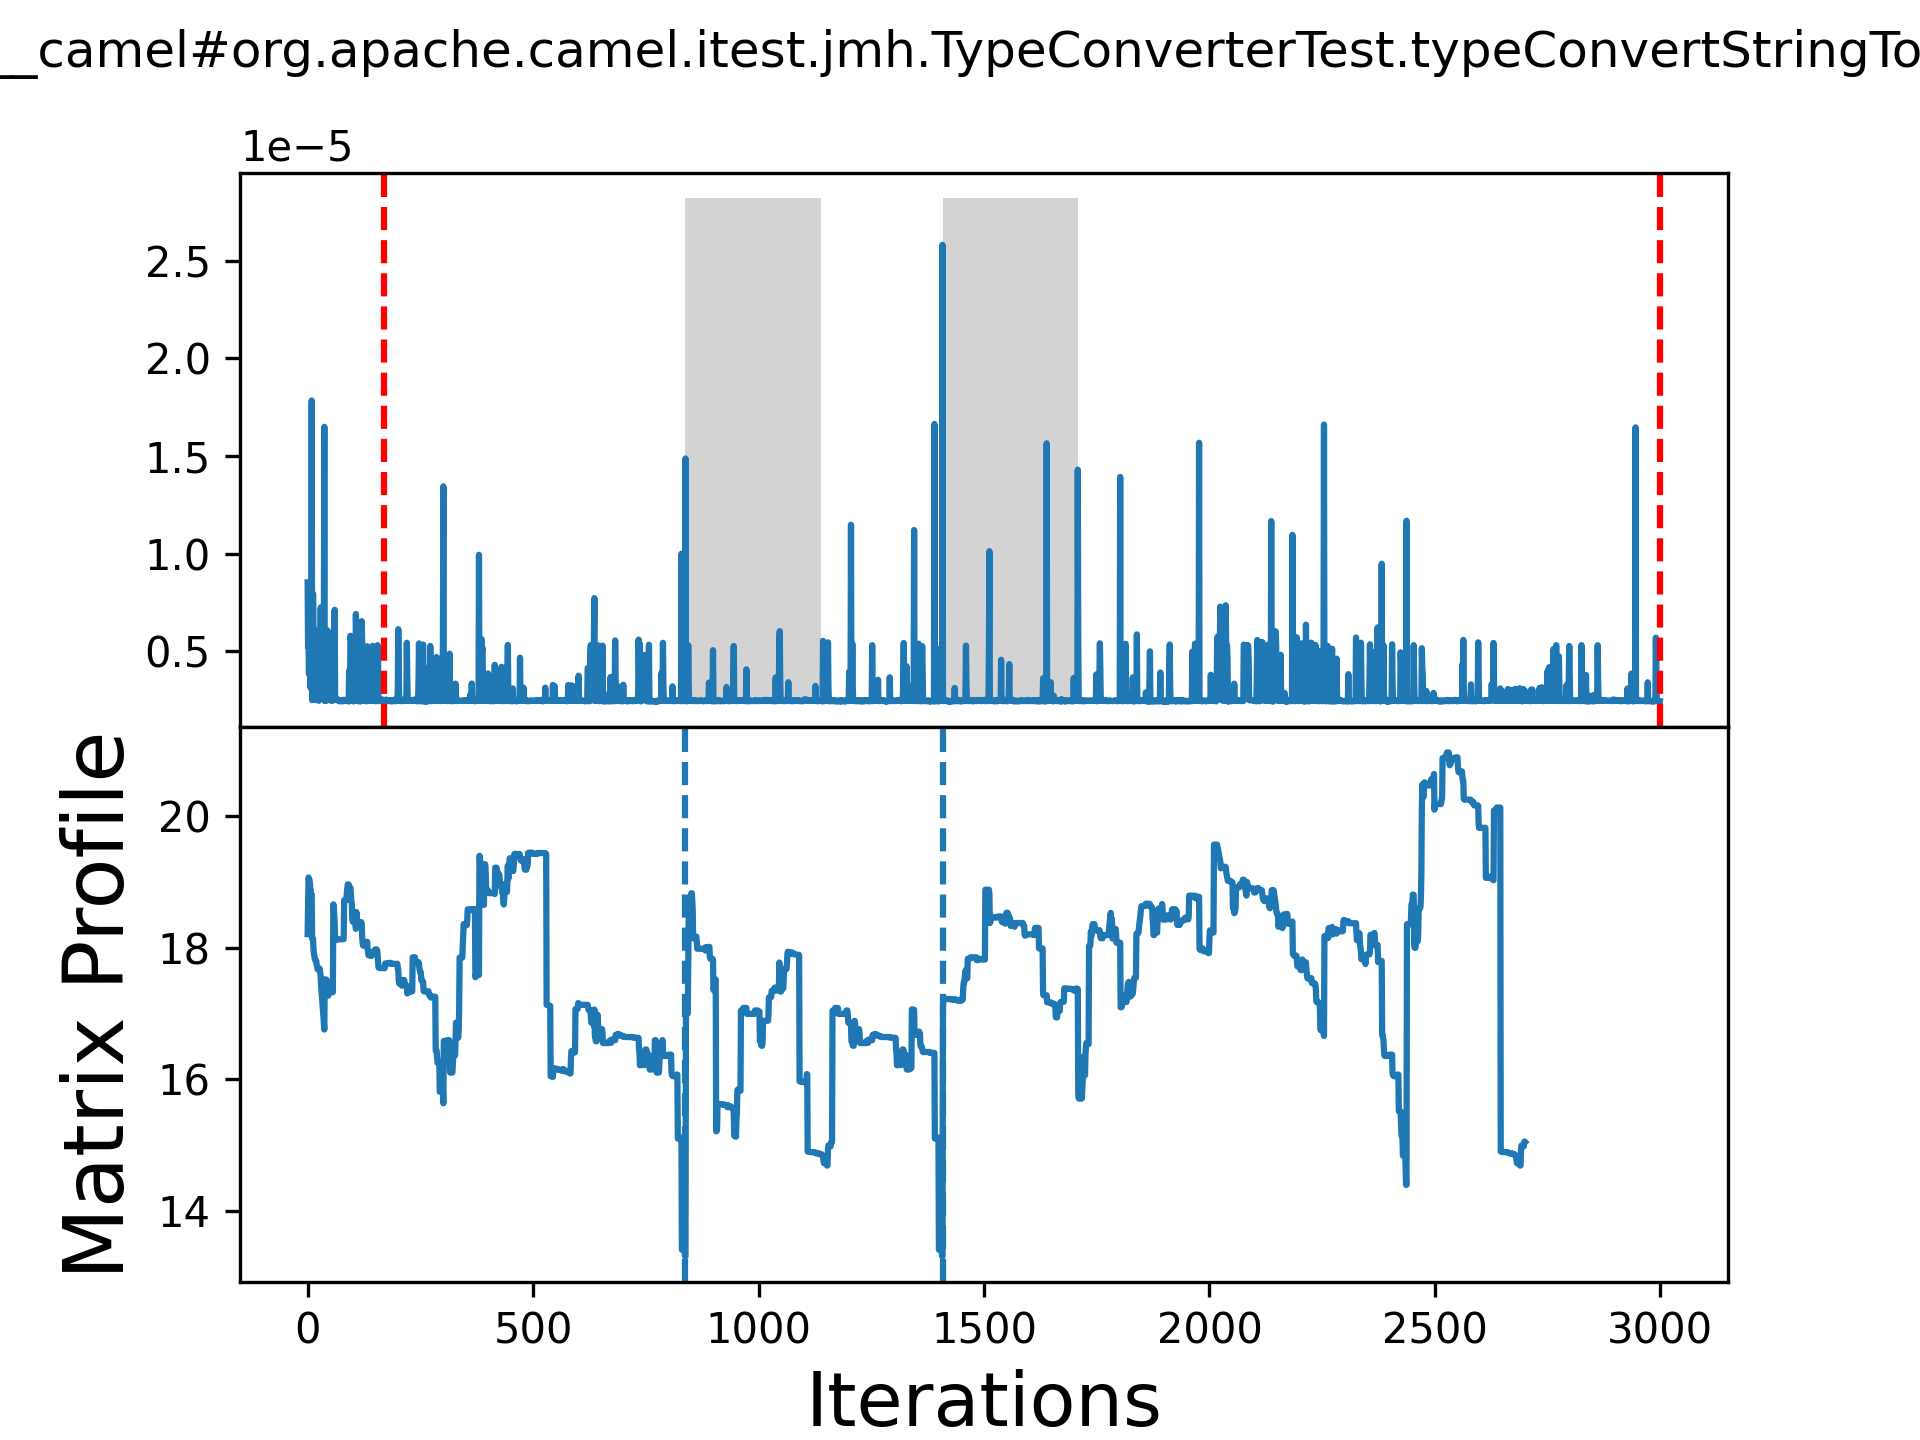 __camel#org.apache.camel.itest.jmh.TypeConverterTest.typeConvertStringTo
1e−5
2.5
2.0
1.5
1.0
0.5
Matrix Profile
20
18
16
14
0 500 1000 1500 2000 2500 3000
Iterations